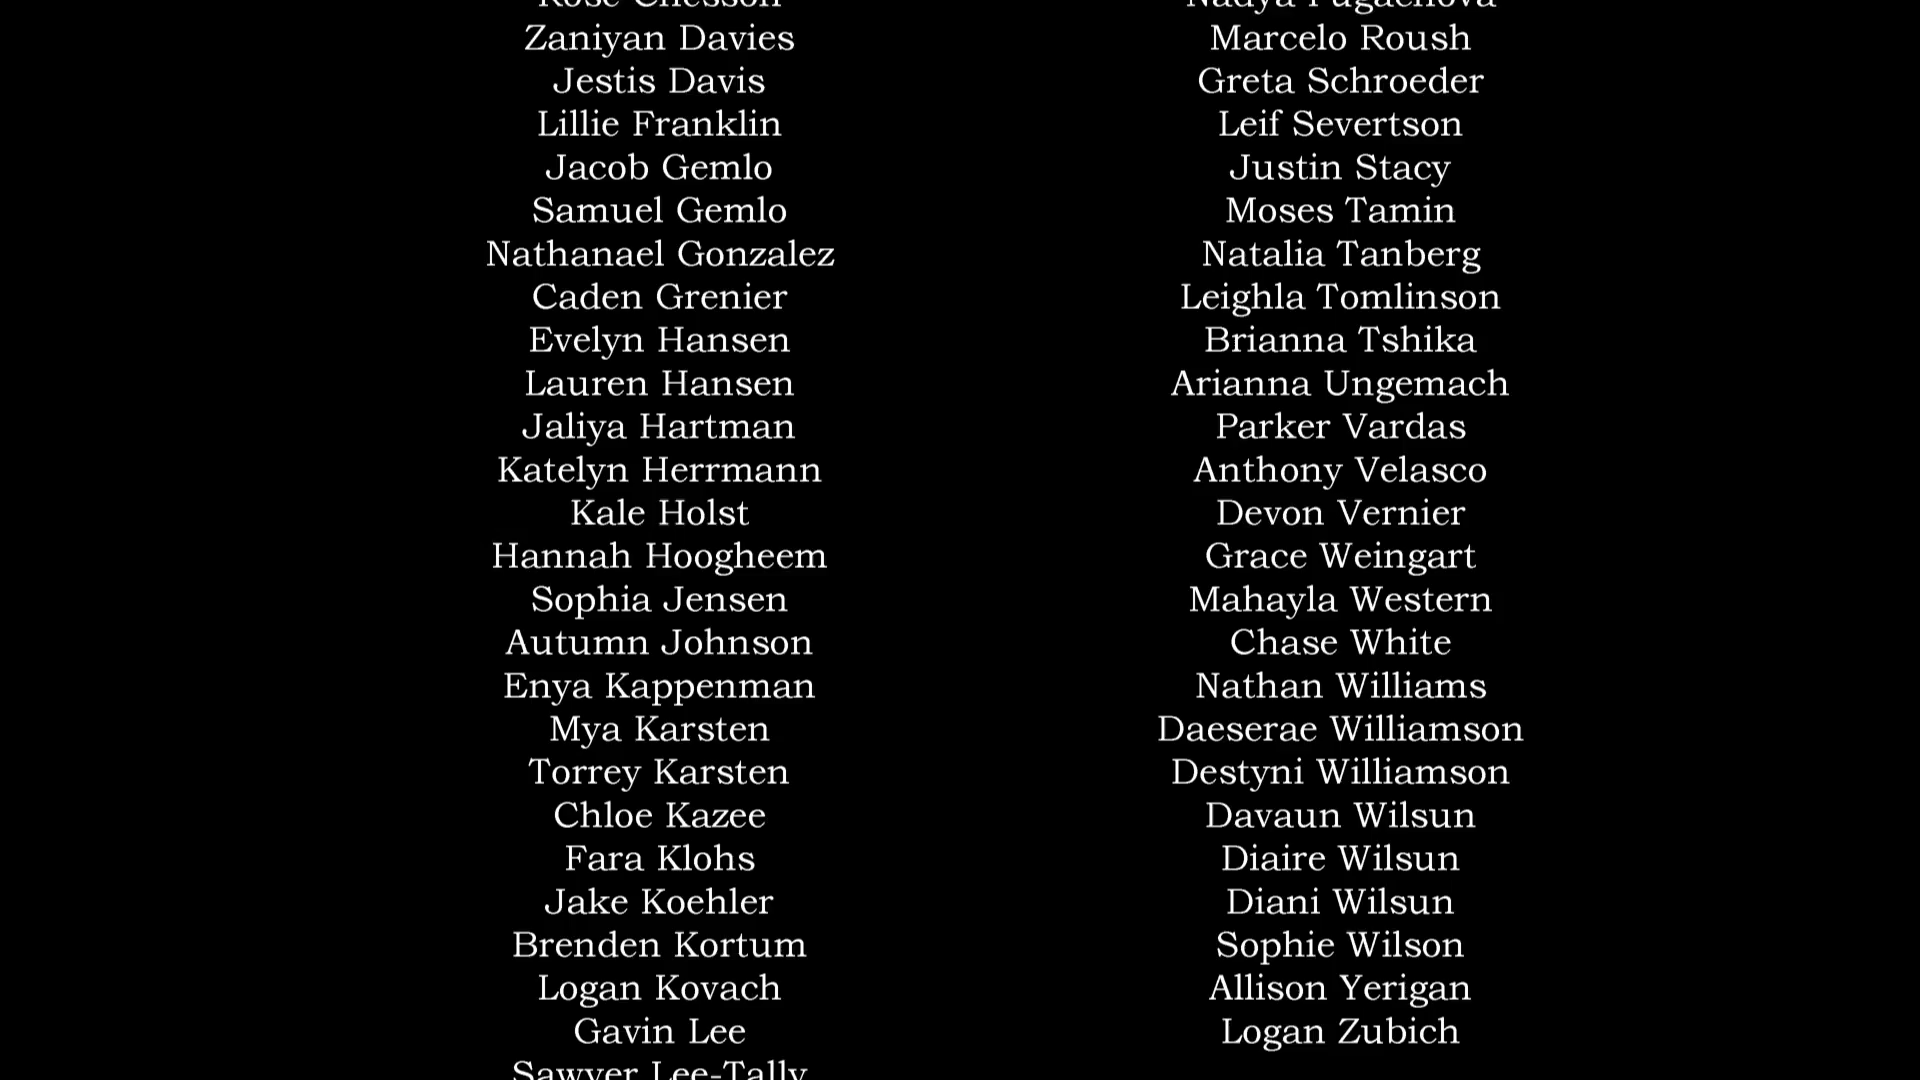 Zaniyan Davies
Jestis Davis
Lillie Franklin
Jacob Gemlo
Samuel Gemlo
Nathanael Gonzalez
Caden Grenier
Evelyn Hansen
Lauren Hansen
Jaliya Hartman
Katelyn Herrmann
Kale Holst
Hannah Hoogheem
Sophia Jensen
Autumn Johnson
Enya Kappenman
Mya Karsten
Torrey Karsten
Chloe Kazee
Fara Klohs
Jake Koehler
Brenden Kortum
Logan Kovach
Gavin Lee
Sawyer Lee-Tally
Marcelo Roush
Greta Schroeder
Leif Severtson
Justin Stacy
Moses Tamin
Natalia Tanberg
Leighla Tomlinson
Brianna Tshika
Arianna Ungemach
Parker Vardas
Anthony Velasco
Devon Vernier
Grace Weingart
Mahayla Western
Chase White
Nathan Williams
Daeserae Williamson
Destyni Williamson
Davaun Wilsun
Diaire Wilsun
Diani Wilsun
Sophie Wilson
Allison Yerigan
Logan Zubich